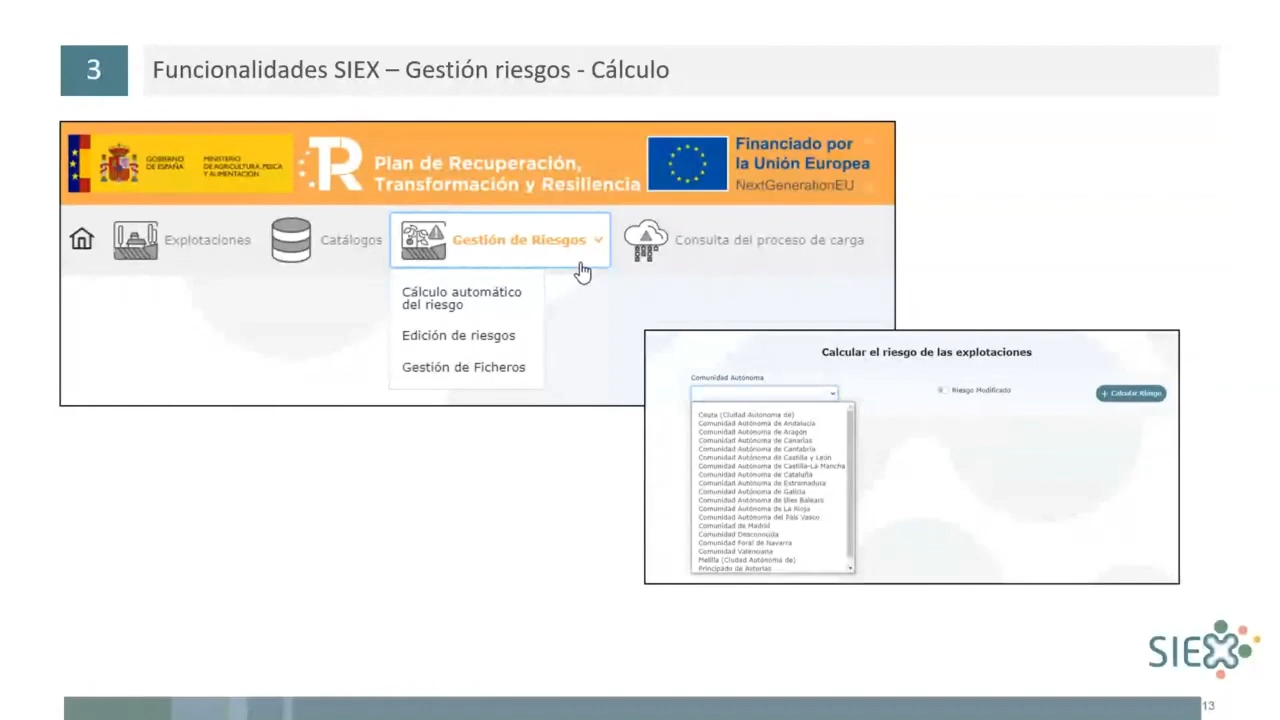 3
Funcionalidades SIEX – Gestión riesgos - Cálculo
GOBIERNO
DE ESPAÑA
MINISTERIO
DE AGRICULTURA, PESCA
Y ALIMENTACIÓN
R
Plan de Recuperación,
Transformación y Resiliencia
Financiado por
la Unión Europea
NextGenerationEU
Explotaciones
Catálogos
Gestión de Riesgos
Consulta del proceso de carga
Cálculo automático
del riesgo
Edición de riesgos
Gestión de Ficheros
Calcular el riesgo de las explotaciones
Comunidad Autónoma
Riesgo Modificado
+ Calcular Riesgo
Ceuta (Ciudad Autónoma de)
Comunidad Autónoma de Andalucía
Comunidad Autónoma de Aragón
Comunidad Autónoma de Canarias
Comunidad Autónoma de Cantabria
Comunidad Autónoma de Castilla y León
Comunidad Autónoma de Castilla-La Mancha
Comunidad Autónoma de Cataluña
Comunidad Autónoma de Extremadura
Comunidad Autónoma de Galicia
Comunidad Autónoma de Illes Balears
Comunidad Autónoma de La Rioja
Comunidad Autónoma del País Vasco
Comunidad de Madrid
Comunidad Desconocida
Comunidad Foral de Navarra
Comunidad Valenciana
Melilla (Ciudad Autónoma de)
Principado de Asturias
SIEX
13